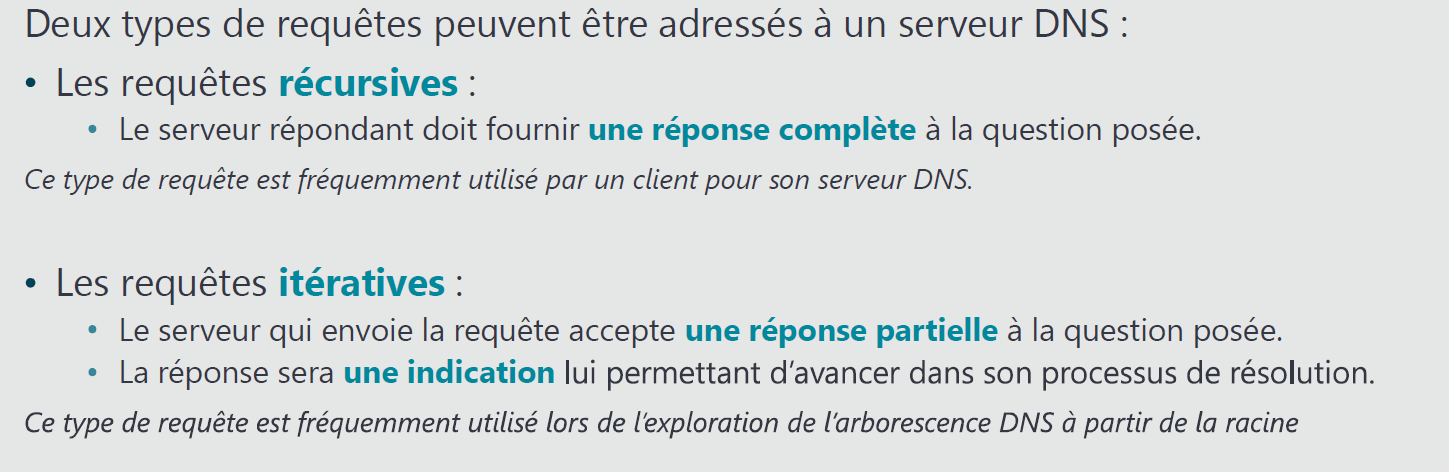 Deux types de requêtes peuvent être adressés à un serveur DNS :
• Les requêtes récursives :
• Le serveur répondant doit fournir une réponse complète à la question posée.
Ce type de requête est fréquemment utilisé par un client pour son serveur DNS.
• Les requêtes itératives :
• Le serveur qui envoie la requête accepte une réponse partielle à la question posée.
• La réponse sera une indication lui permettant d'avancer dans son processus de résolution.
Ce type de requête est fréquemment utilisé lors de l'exploration de l'arborescence DNS à partir de la racine